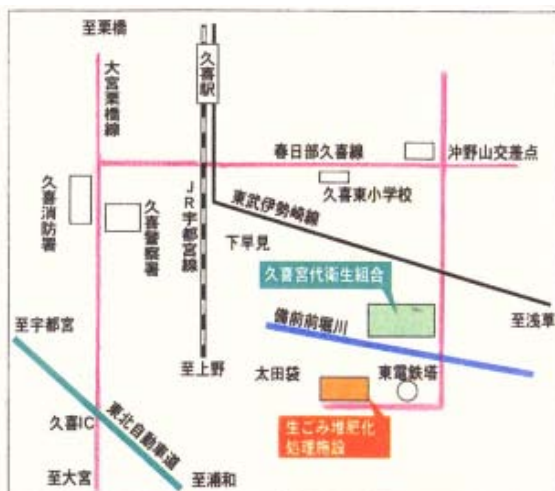 至栗橋
大宮栗橋線
久喜駅
春日部久喜線
沖野山交差点
久喜消防署
久喜警察署
JR宇都宮線
久喜東小学校
東武伊勢崎線
下早見
久喜宮代衛生組合
至宇都宮
備前前堀川
至浅草
至上野
太田袋
東電鉄塔
久喜IC
東北自動車道
生ごみ堆肥化
処理施設
至大宮
至浦和